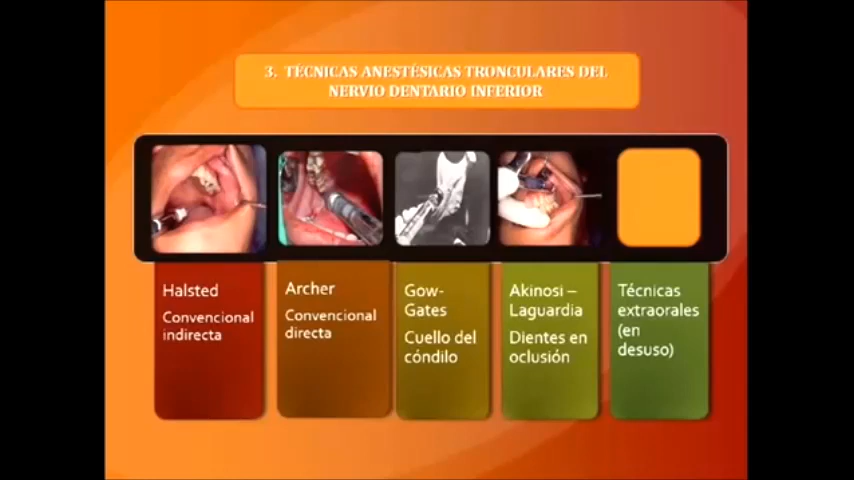 3. TÉCNICAS ANESTÉSICAS TRONCULARES DEL
NERVIO DENTARIO INFERIOR
Halsted
Convencional
indirecta
Archer
Convencional
directa
Gow-
Gates
Cuello del
cóndilo
Akinosi –
Laguardia
Dientes en
oclusión
Técnicas
extraorales
(en
desuso)